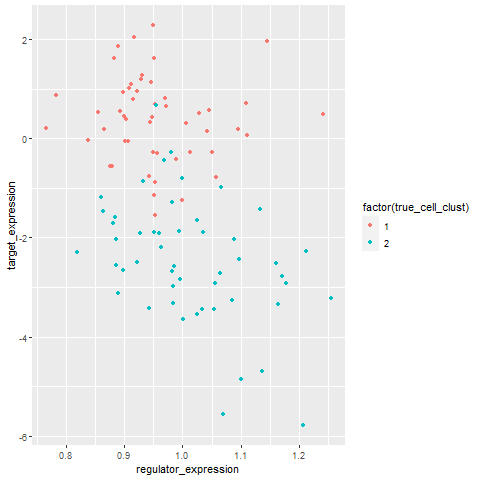 2
0
-2
-4
-6
target_expression
0.8 0.9 1.0 1.1 1.2
regulator_expression
factor(true_cell_clust)
1
2